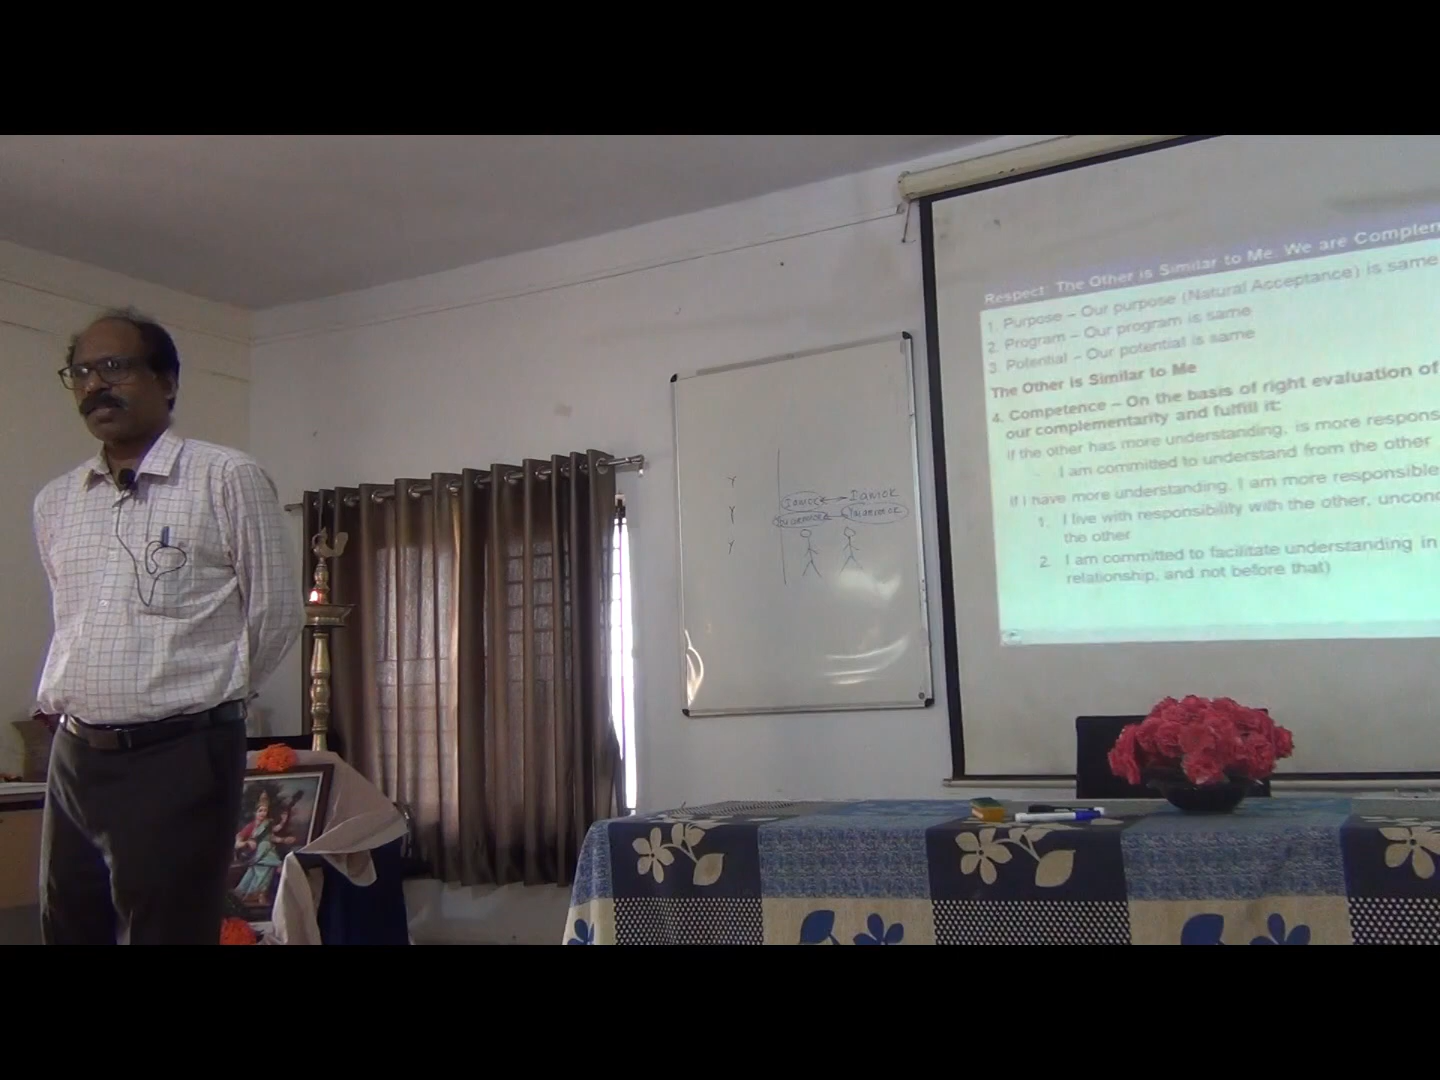 Respect: The Other is Similar to Me. We are
1. Purpose – Our purpose (Natural Acceptance) is same
2. Program – Our program is same
3. Potential – Our potential is same
The Other is Similar to Me
4. Competence – On the basis of right evaluation of
our complementarity and fulfill it:
If the other has more understanding, is more
I am committed to understand from the other
If I have more understanding, I am more responsible
1. I live with responsibility with the other,
the other
2. I am committed to facilitate understanding in
relationship, and not before that)
Y
Y
Y